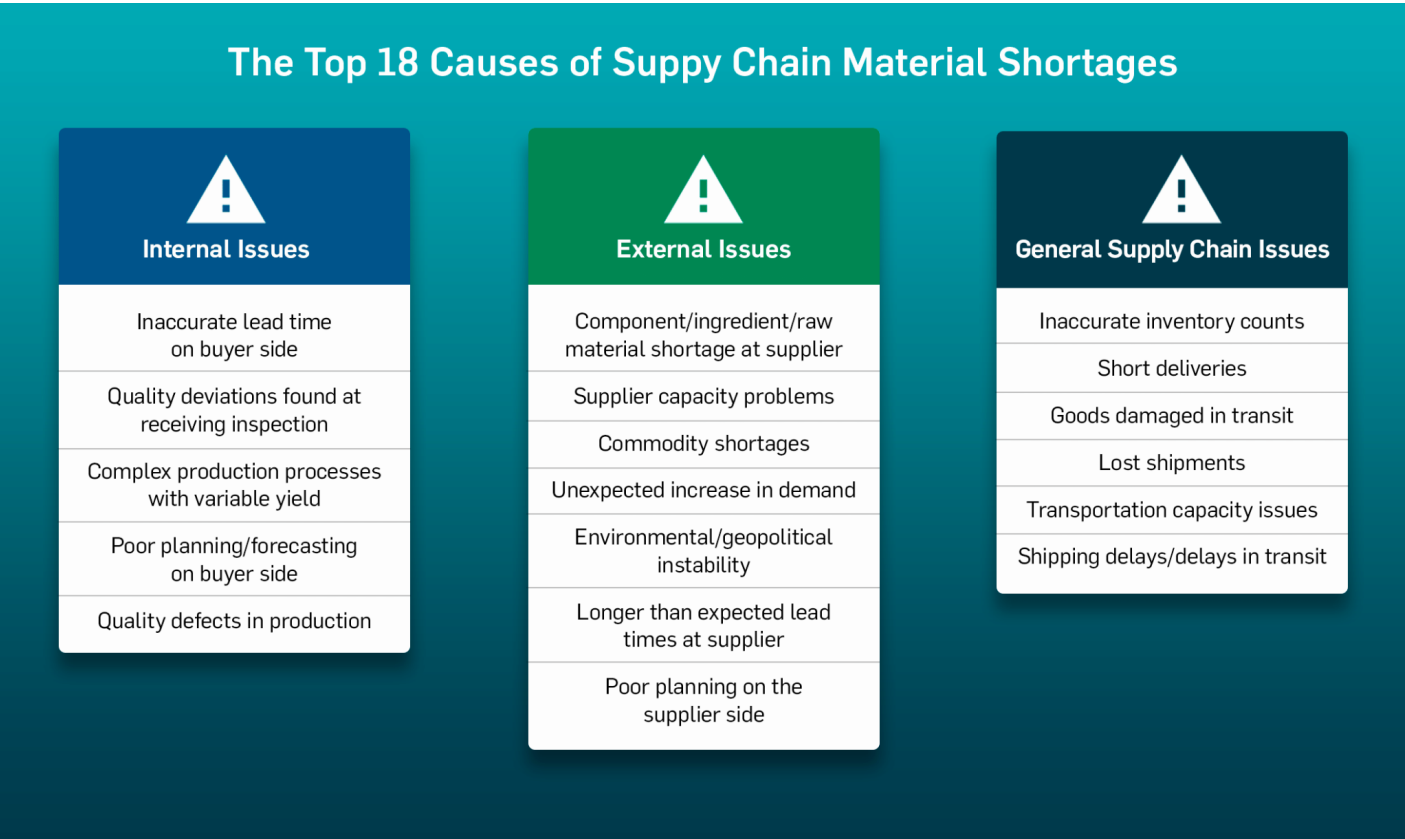 The Top 18 Causes of Suppy Chain Material Shortages
Internal Issues
Inaccurate lead time
on buyer side
Quality deviations found at
receiving inspection
Complex production processes
with variable yield
Poor planning/forecasting
on buyer side
Quality defects in production
External Issues
Component/ingredient/raw
material shortage at supplier
Supplier capacity problems
Commodity shortages
Unexpected increase in demand
Environmental/geopolitical
instability
Longer than expected lead
times at supplier
Poor planning on the
supplier side
General Supply Chain Issues
Inaccurate inventory counts
Short deliveries
Goods damaged in transit
Lost shipments
Transportation capacity issues
Shipping delays/delays in transit